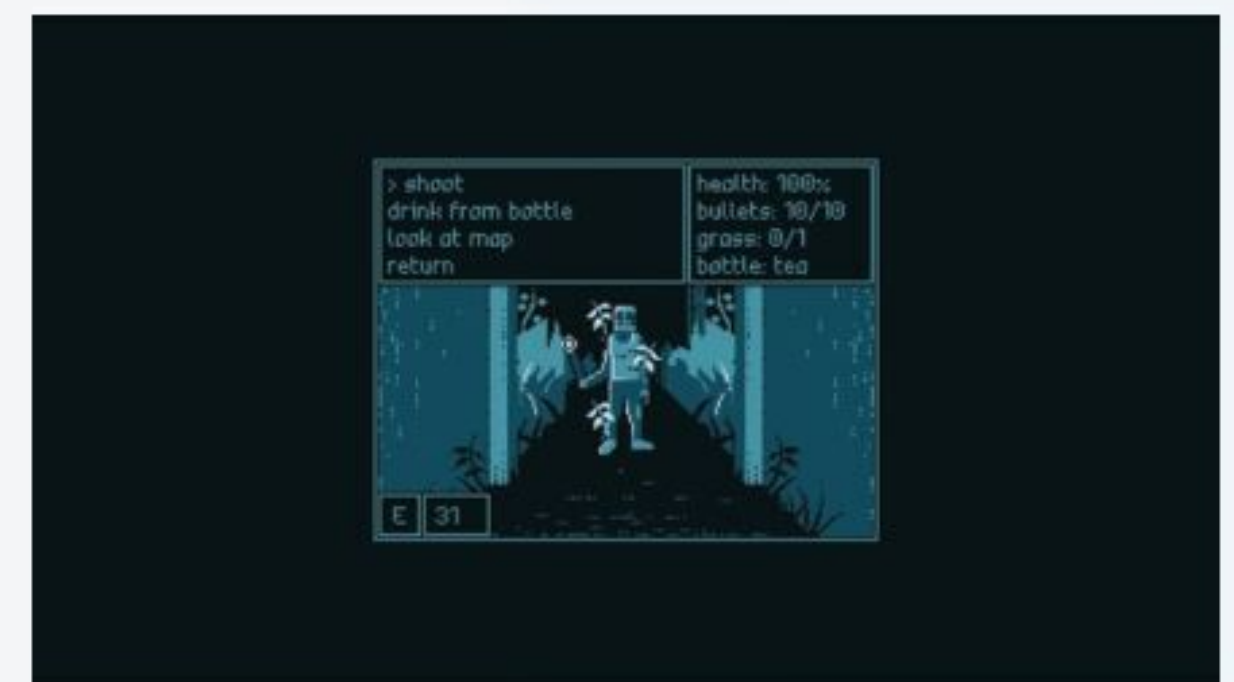 > shoot
drink from bottle
look at map
return
health: 100%
bullets: 10/10
grass: 0/1
bottle: tea
E
31